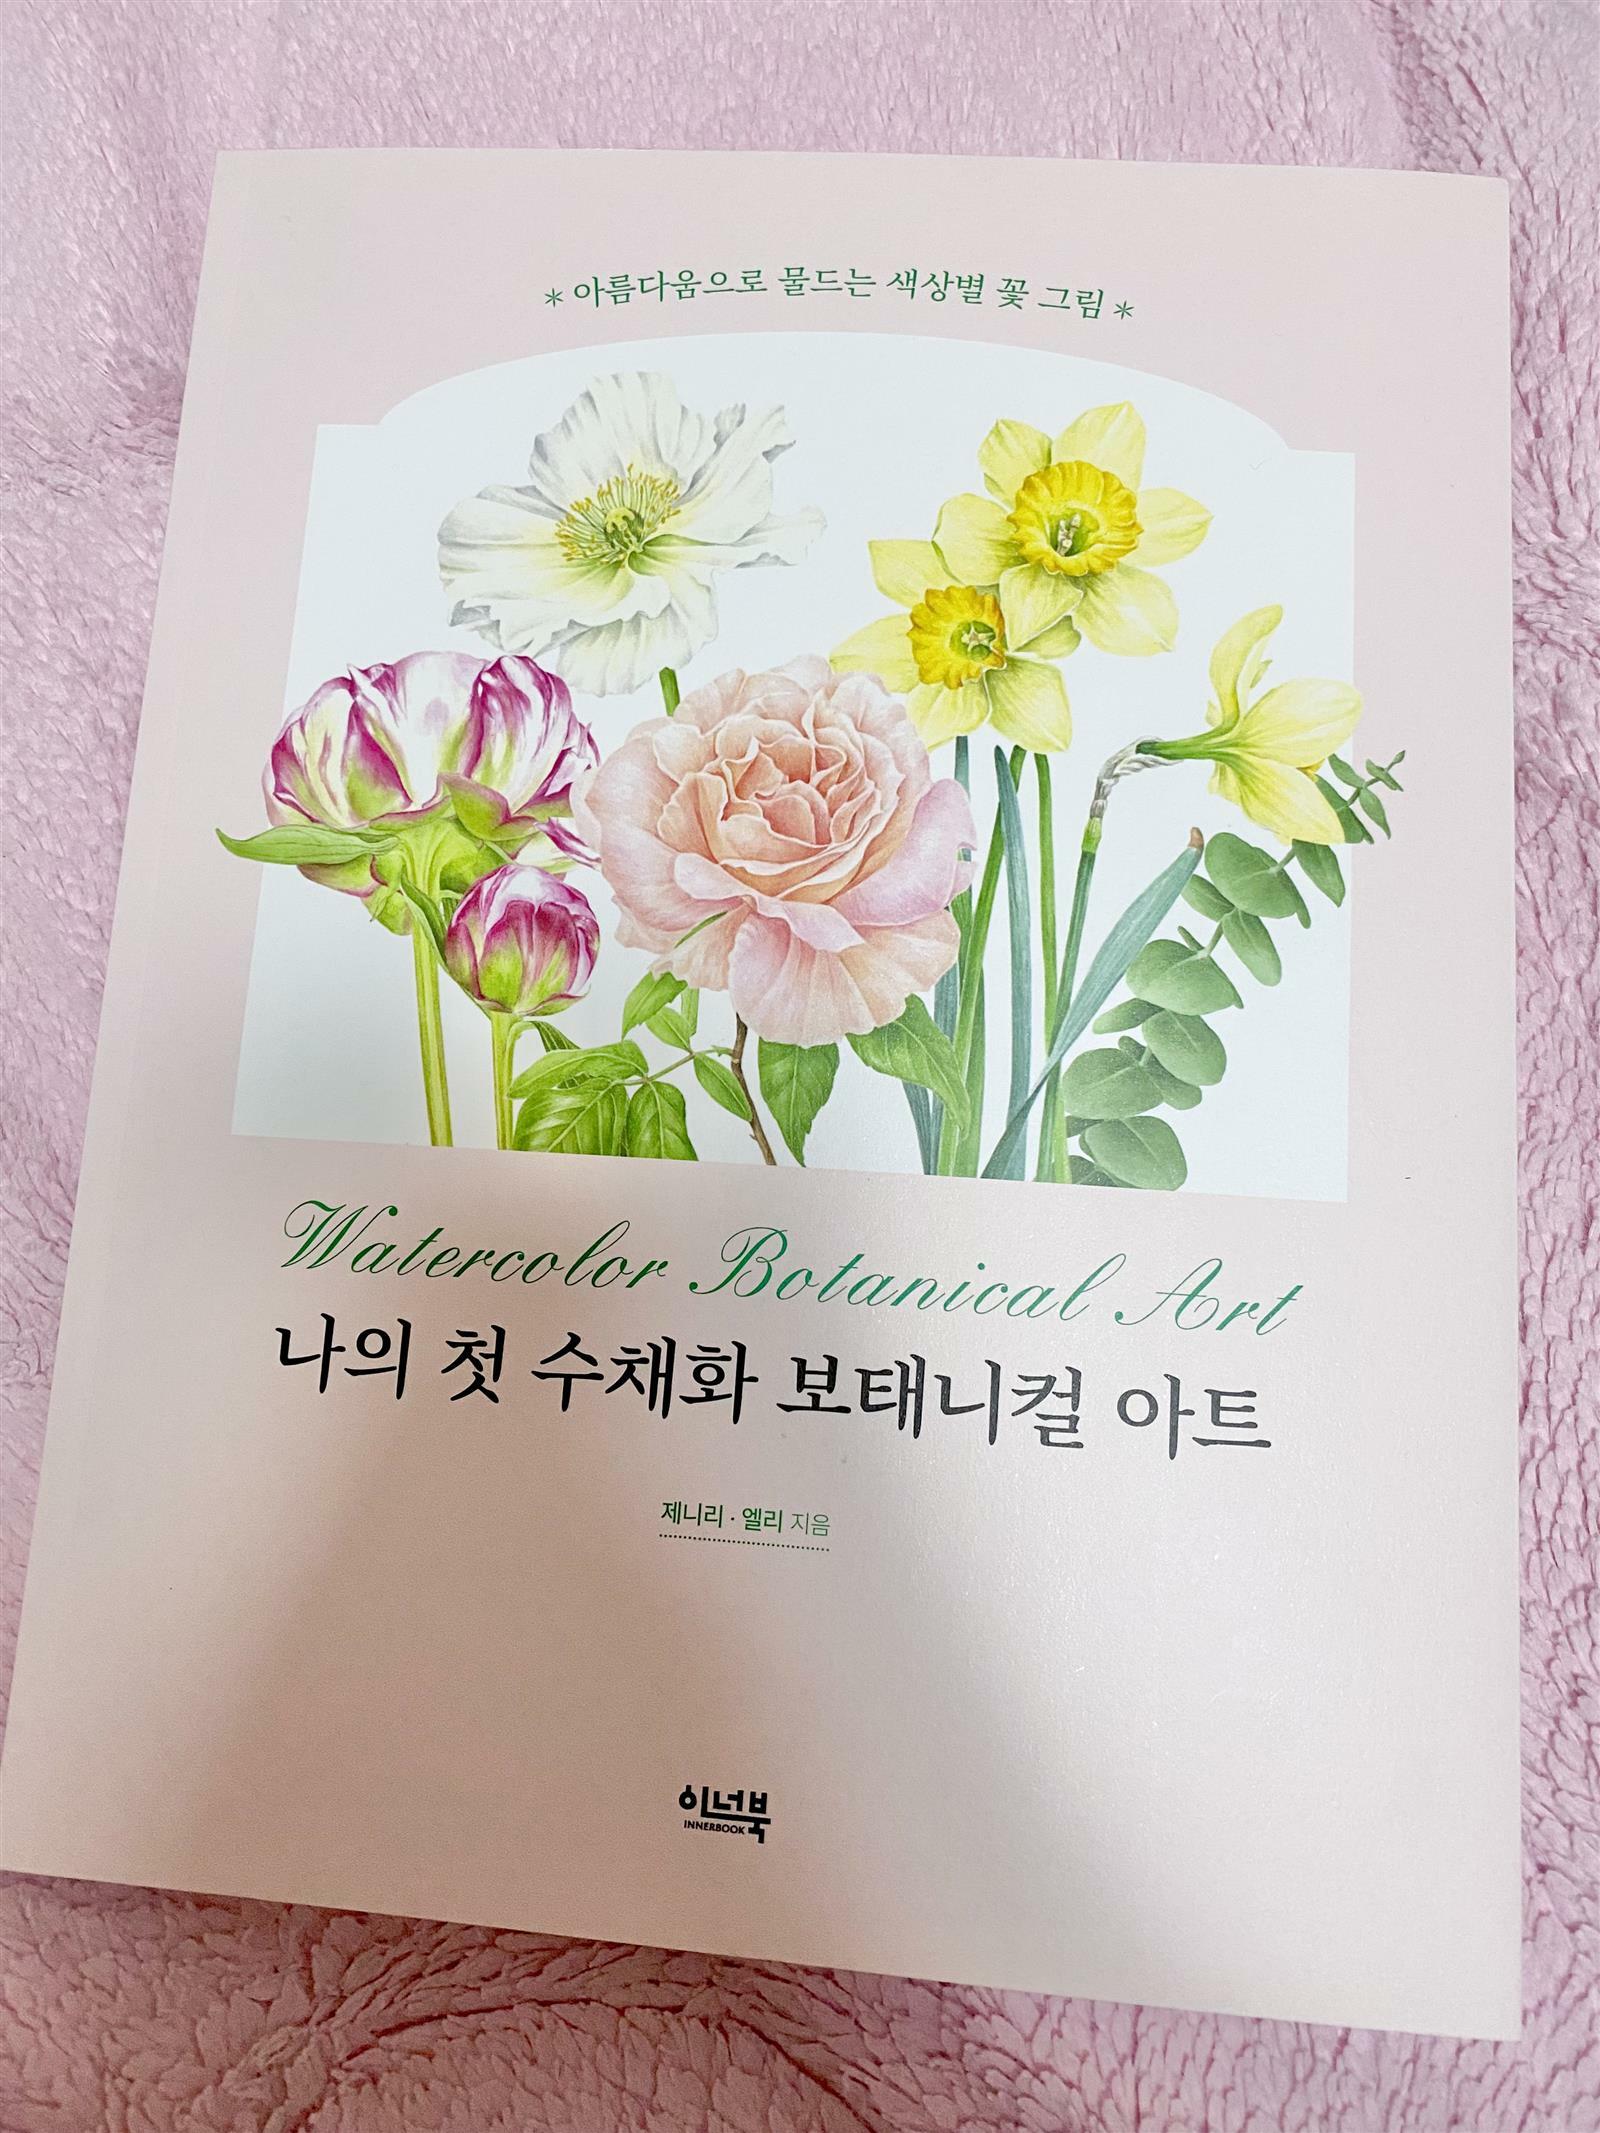 * 아름다움으로 물드는 색상별 꽃 그림 *
Watercolor Botanical Art
나의 첫 수채화 보태니컬 아트
제니리 · 엘리 지음
이너북
INNERBOOK